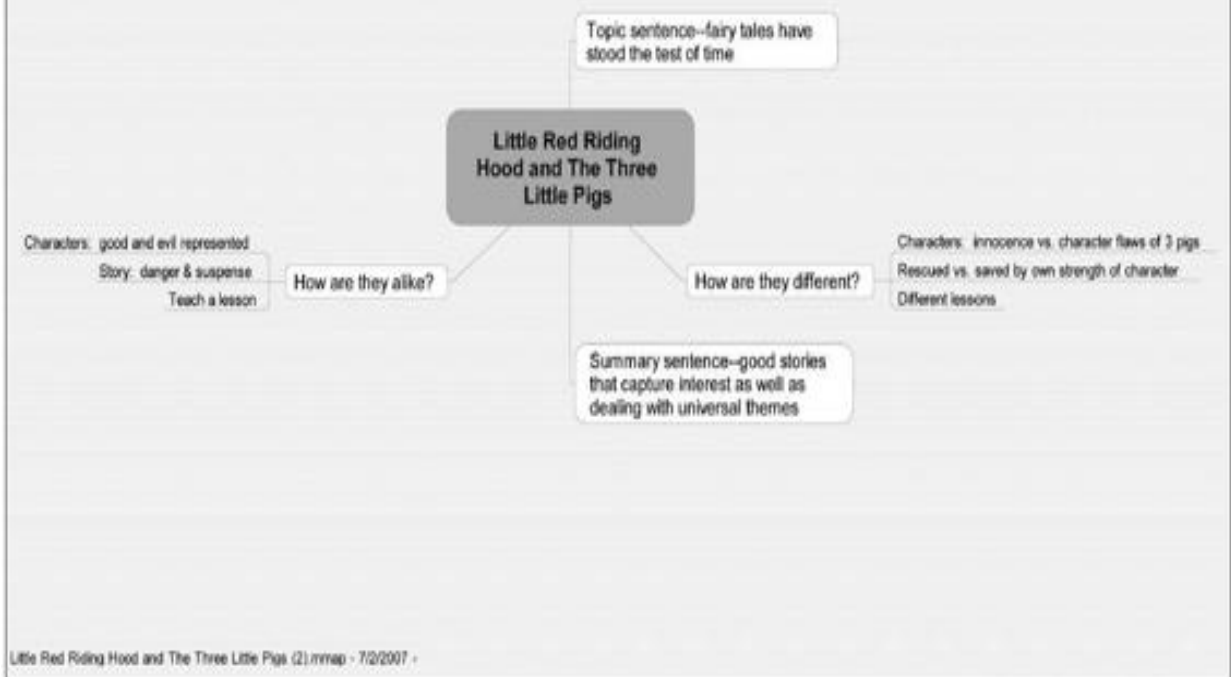 Topic sentence--fairy tales have
stood the test of time
Little Red Riding
Hood and The Three
Little Pigs
Characters: good and evil represented
Story: danger & suspense
Teach a lesson
How are they alike?
How are they different?
Characters: innocence vs. character flaws of 3 pigs
Rescued vs. saved by own strength of character
Different lessons
Summary sentence--good stories
that capture interest as well as
dealing with universal themes
Little Red Riding Hood and The Three Little Pigs (2).mmap - 7/2/2007 -